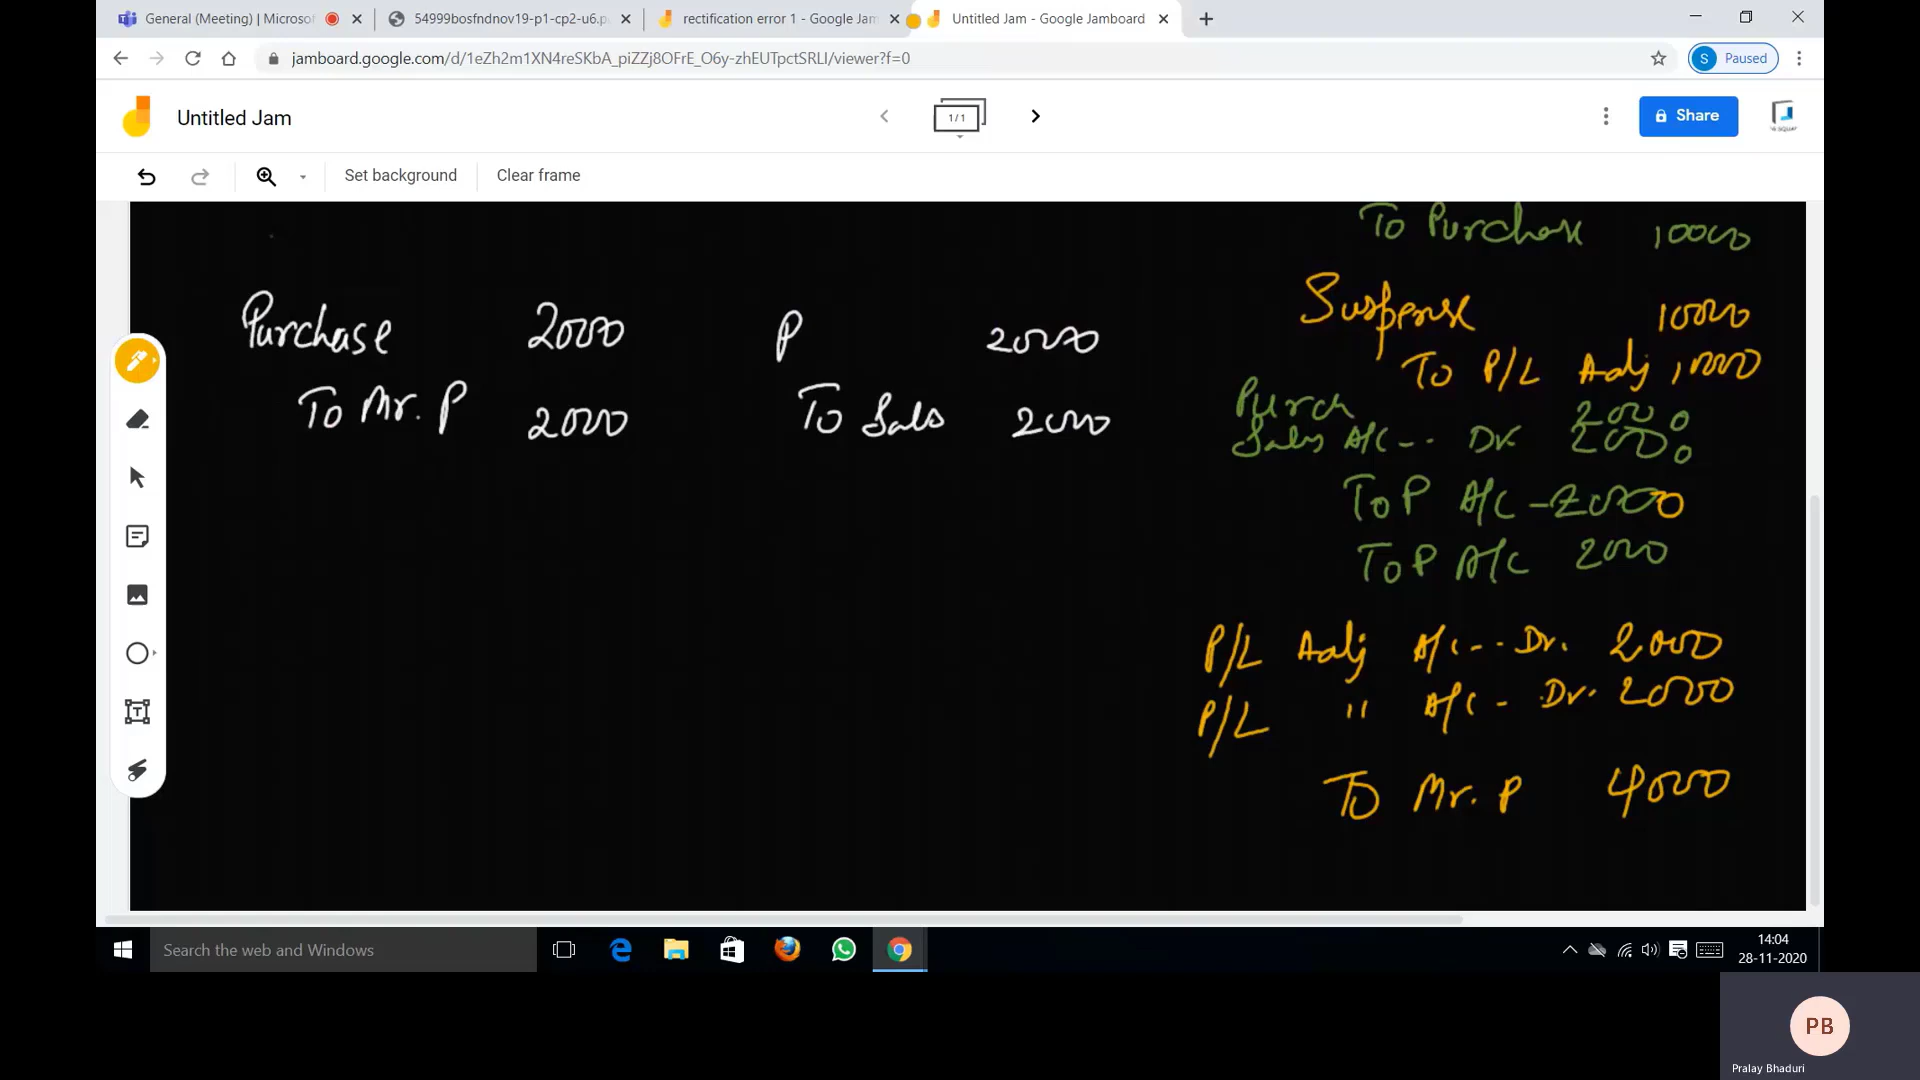 General (Meeting) | Microso
54999bosfndnov19-p1-cp2-u6.p
rectification error 1 - Google Jam
Untitled Jam - Google Jamboard
jamboard.google.com/d/1eZh2m1XN4reSKbA_piZZj8OFrE_O6y-zhEUTpctSRLI/viewer?f=0
S Paused
Untitled Jam
1/1
Share
Set background
Clear frame
To Purchase 10000
Suspense 10000
To P/L Adj 10000
Purchase 2000
To Mr. P 2000
P 2000
To Sales 2000
Purch 2000
Sales A/C -- Dr. 2000
To P A/C - 2000
To P A/C 2000
P/L Adj A/C -- Dr. 2000
P/L " A/C - Dr. 2000
To Mr. P 4000
Search the web and Windows
14:04
28-11-2020
PB
Pralay Bhaduri